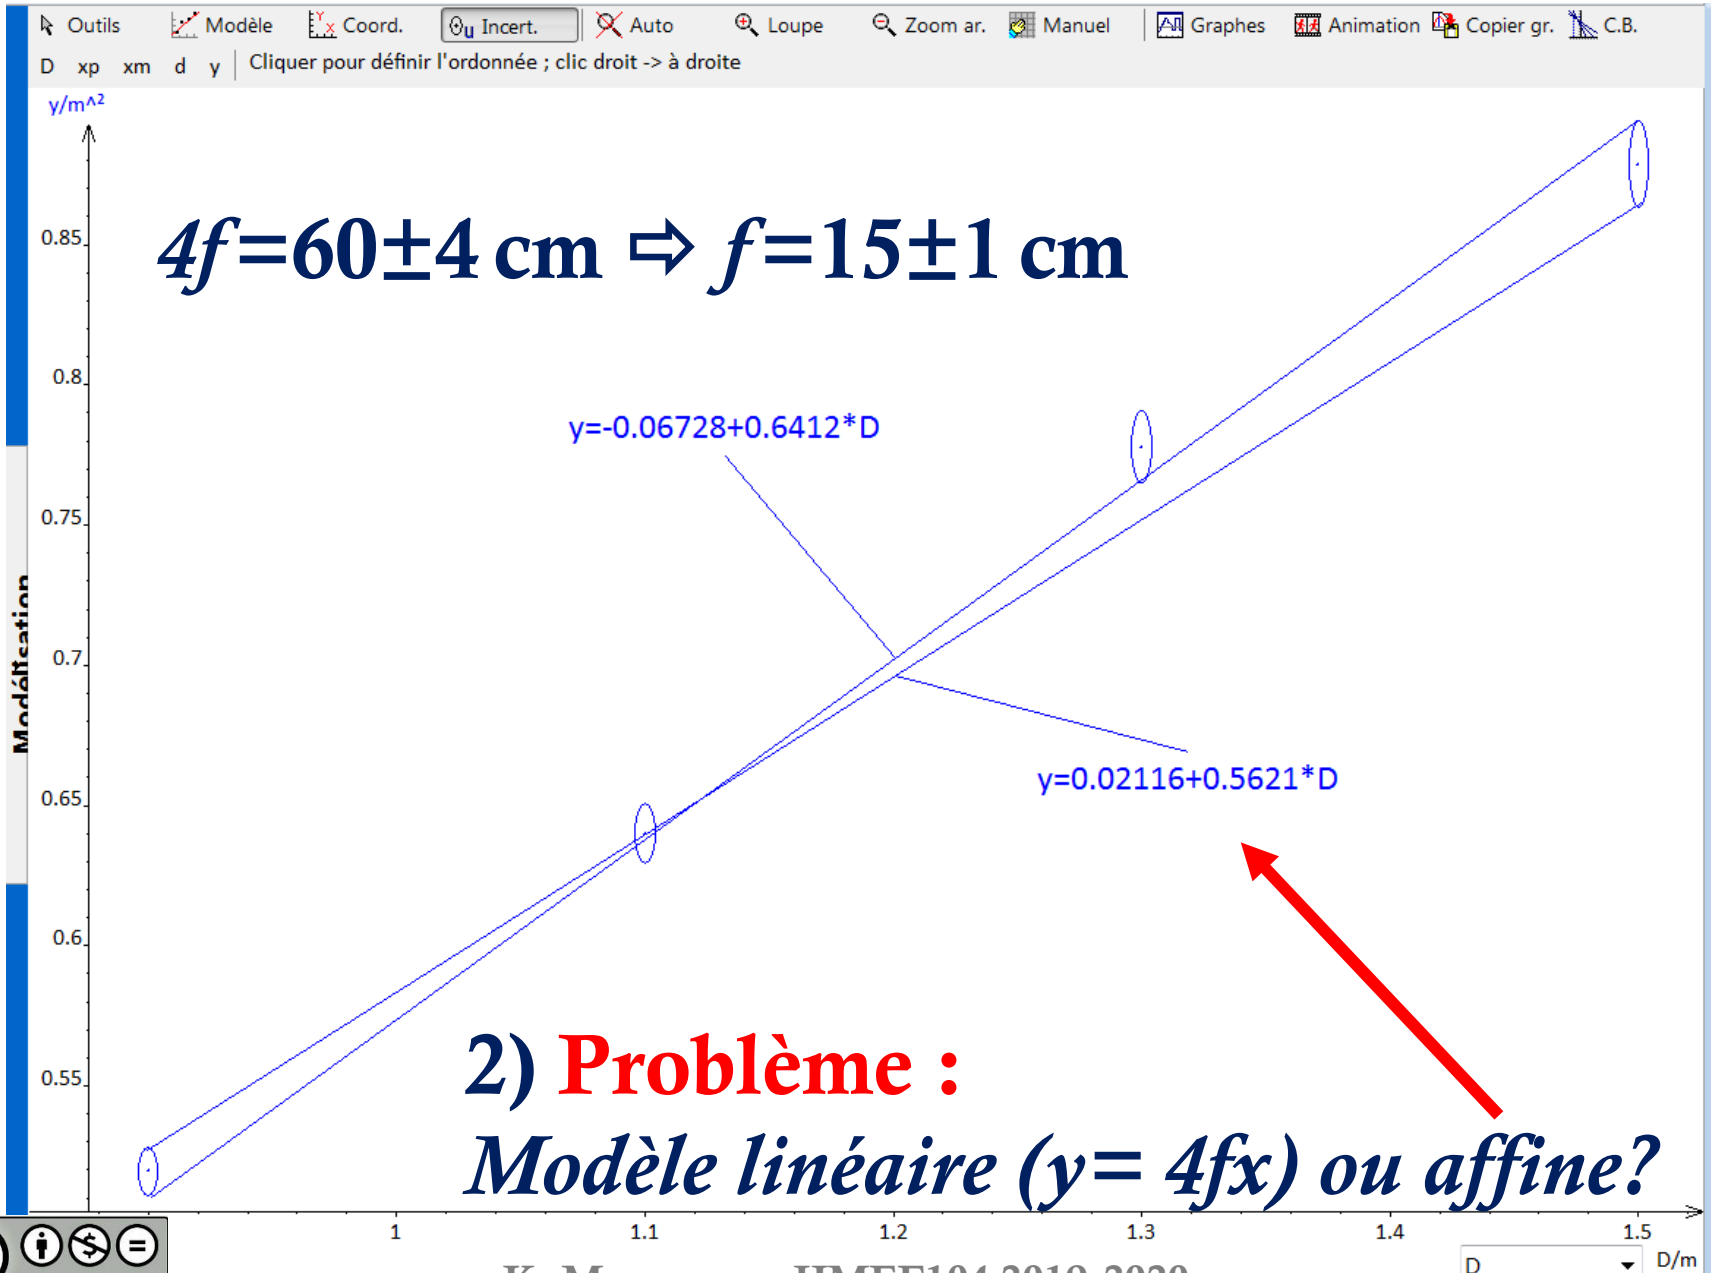 Outils Modèle Coord. Incert. Auto Loupe Zoom ar. Manuel Graphes Animation Copier gr. C.B.
D xp xm d y Cliquer pour définir l'ordonnée ; clic droit -> à droite
y/m^2
4f=60±4 cm ⇨ f=15±1 cm
0.85
0.8
y=-0.06728+0.6412*D
0.75
0.7
Modélisation
y=0.02116+0.5621*D
0.65
0.6
2) Problème :
0.55
Modèle linéaire (y= 4fx) ou affine?
1 1.1 1.2 1.3 1.4 1.5
D D/m